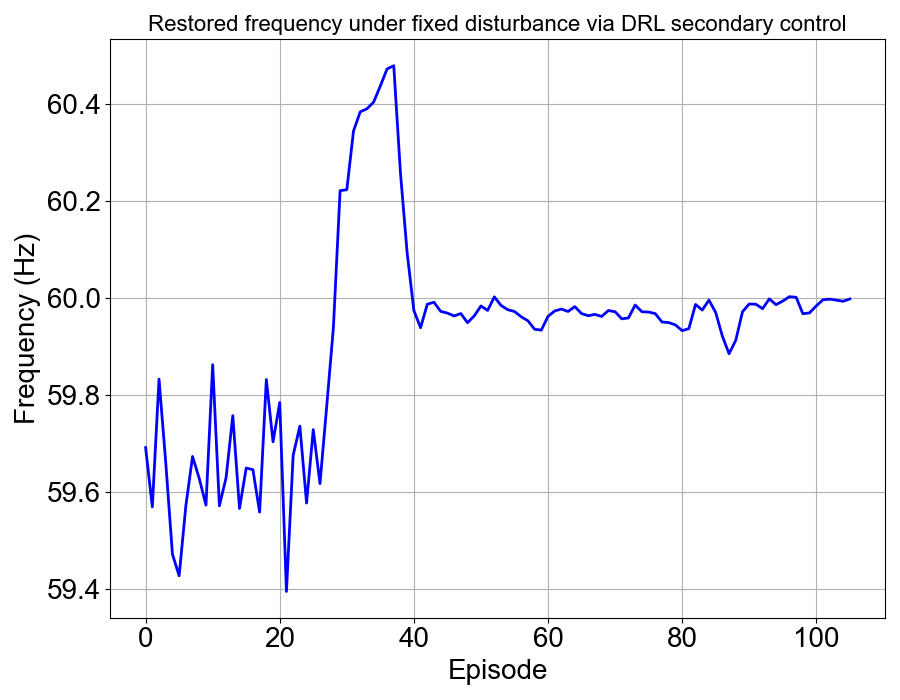 Restored frequency under fixed disturbance via DRL secondary control
60.4
60.2
60.0
59.8
59.6
59.4
Frequency (Hz)
0 20 40 60 80 100
Episode